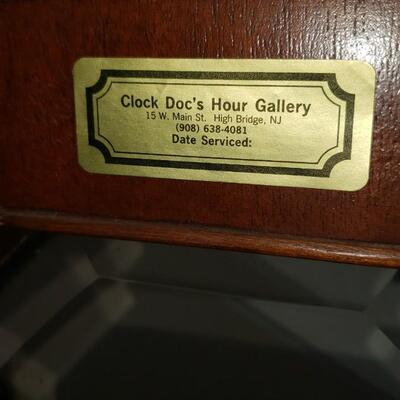 Clock Doc's Hour Gallery
15 W. Main St. High Bridge, NJ
(908) 638-4081
Date Serviced: